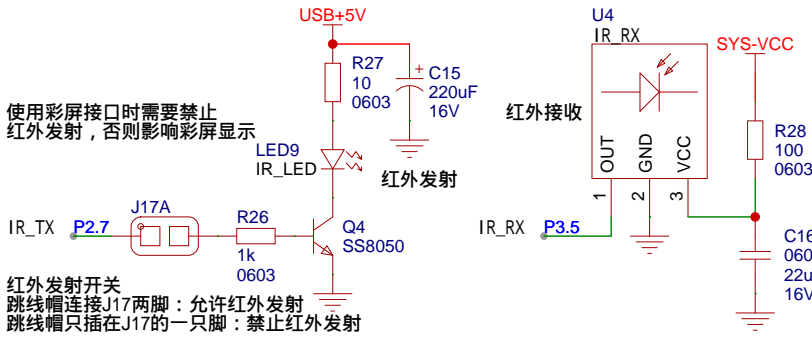 USB+5V
R27
10
0603
C15
220uF
16V
使用彩屏接口时需要禁止
红外发射，否则影响彩屏显示
LED9
IR_LED
红外发射
IR_TX
P2.7
J17A
R26
1k
0603
Q4
SS8050
红外发射开关
跳线帽连接J17两脚：允许红外发射
跳线帽只插在J17的一只脚：禁止红外发射
U4
IR_RX
SYS-VCC
红外接收
OUT
GND
VCC
1
2
3
R28
100
0603
IR_RX
P3.5
C16
060
22u
16V